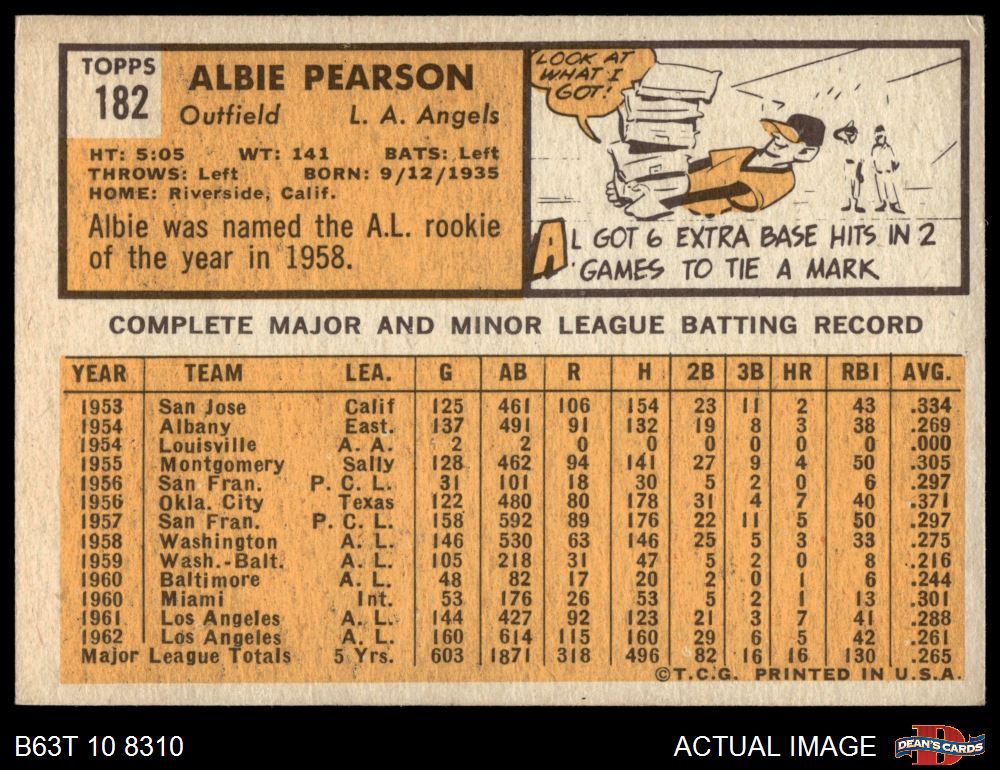 TOPPS
182
ALBIE PEARSON
Outfield L. A. Angels
HT: 5:05 WT: 141 BATS: Left
THROWS: Left BORN: 9/12/1935
HOME: Riverside, Calif.
Albie was named the A.L. rookie
of the year in 1958.
LOOK AT
WHAT I
GOT!
AL GOT 6 EXTRA BASE HITS IN 2
GAMES TO TIE A MARK
COMPLETE MAJOR AND MINOR LEAGUE BATTING RECORD
YEAR TEAM LEA. G AB R H 2B 3B HR RBI AVG.
1953 San Jose Calif 125 461 106 154 23 11 2 43 .334
1954 Albany East. 137 491 91 132 19 8 3 38 .269
1954 Louisville A. A. 2 2 0 0 0 0 0 0 .000
1955 Montgomery Sally 128 462 94 141 27 9 4 50 .305
1956 San Fran. P. C. L. 31 101 18 30 5 2 0 6 .297
1956 Okla. City Texas 122 480 80 178 31 4 7 40 .371
1957 San Fran. P. C. L. 158 592 89 176 22 11 5 50 .297
1958 Washington A. L. 146 530 63 146 25 5 3 33 .275
1959 Wash.-Balt. A. L. 105 218 31 47 5 2 0 8 .216
1960 Baltimore A. L. 48 82 17 20 2 0 1 6 .244
1960 Miami Int. 53 176 26 53 5 2 1 13 .301
1961 Los Angeles A. L. 144 427 92 123 21 3 7 41 .288
1962 Los Angeles A. L. 160 614 115 160 29 6 5 42 .261
Major League Totals 5 Yrs. 603 1871 318 496 82 16 16 130 .265
©T.C.G. PRINTED IN U.S.A.
B63T 10 8310 ACTUAL IMAGE DEAN'S CARDS